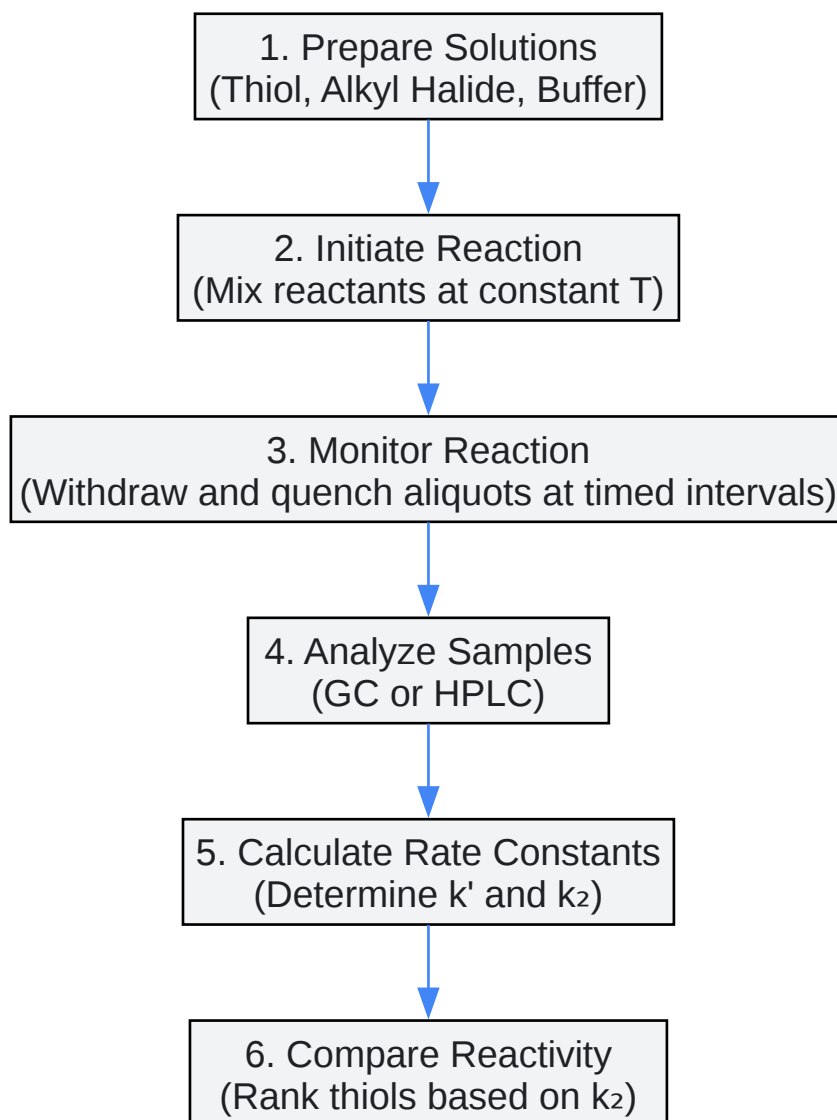 1. Prepare Solutions
(Thiol, Alkyl Halide, Buffer)
2. Initiate Reaction
(Mix reactants at constant T)
3. Monitor Reaction
(Withdraw and quench aliquots at timed intervals)
4. Analyze Samples
(GC or HPLC)
5. Calculate Rate Constants
(Determine k' and k₂)
6. Compare Reactivity
(Rank thiols based on k₂)